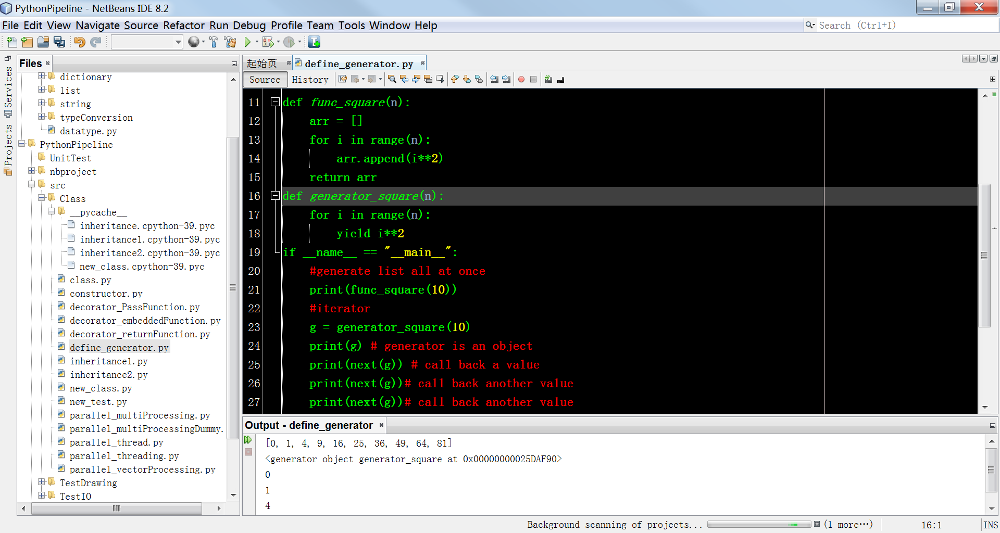 PythonPipeline - NetBeans IDE 8.2
File Edit View Navigate Source Refactor Run Debug Profile Team Tools Window Help
Search (Ctrl+I)
Services
Projects
Files
dictionary
list
string
typeConversion
datatype.py
PythonPipeline
UnitTest
nbproject
src
Class
__pycache__
inheritance.cpython-39.pyc
inheritance1.cpython-39.pyc
inheritance2.cpython-39.pyc
new_class.cpython-39.pyc
class.py
constructor.py
decorator_PassFunction.py
decorator_embeddedFunction.py
decorator_returnFunction.py
define_generator.py
inheritance1.py
inheritance2.py
new_class.py
new_test.py
parallel_multiProcessing.py
parallel_multiProcessingDummy.
parallel_thread.py
parallel_threading.py
parallel_vectorProcessing.py
TestDrawing
TestIO
起始页 define_generator.py
Source History
11 def func_square(n):
12 arr = []
13 for i in range(n):
14 arr.append(i**2)
15 return arr
16 def generator_square(n):
17 for i in range(n):
18 yield i**2
19 if __name__ == "__main__":
20 #generate list all at once
21 print(func_square(10))
22 #iterator
23 g = generator_square(10)
24 print(g) # generator is an object
25 print(next(g)) # call back a value
26 print(next(g))# call back another value
27 print(next(g))# call back another value
Output - define_generator
[0, 1, 4, 9, 16, 25, 36, 49, 64, 81]
<generator object generator_square at 0x00000000025DAF90>
0
1
4
Background scanning of projects... (1 more…) 16:1 INS